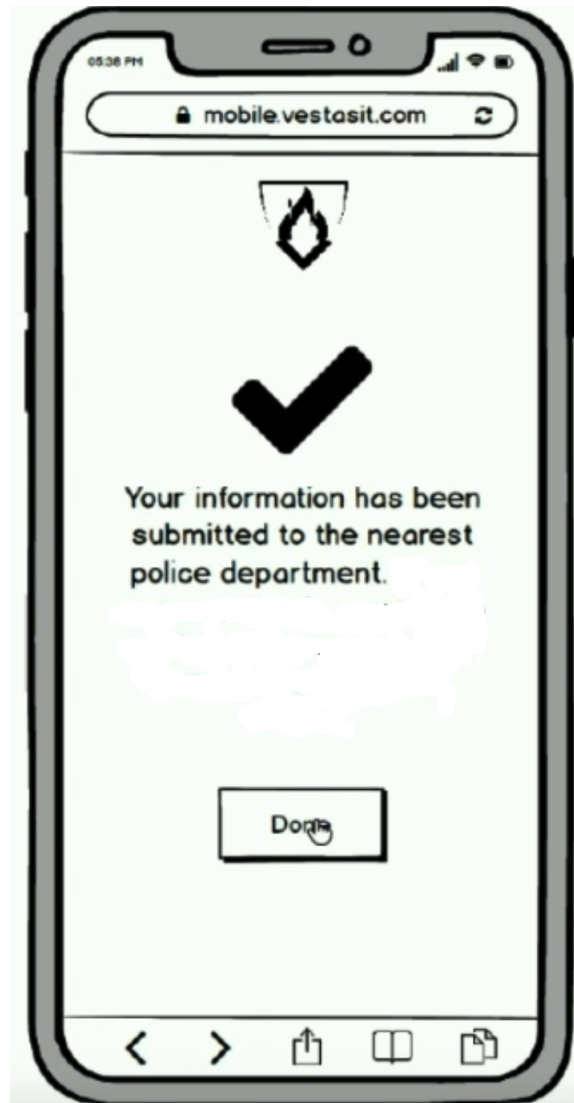 05:38 PM
mobile.vestasit.com
Your information has been
submitted to the nearest
police department.
Done